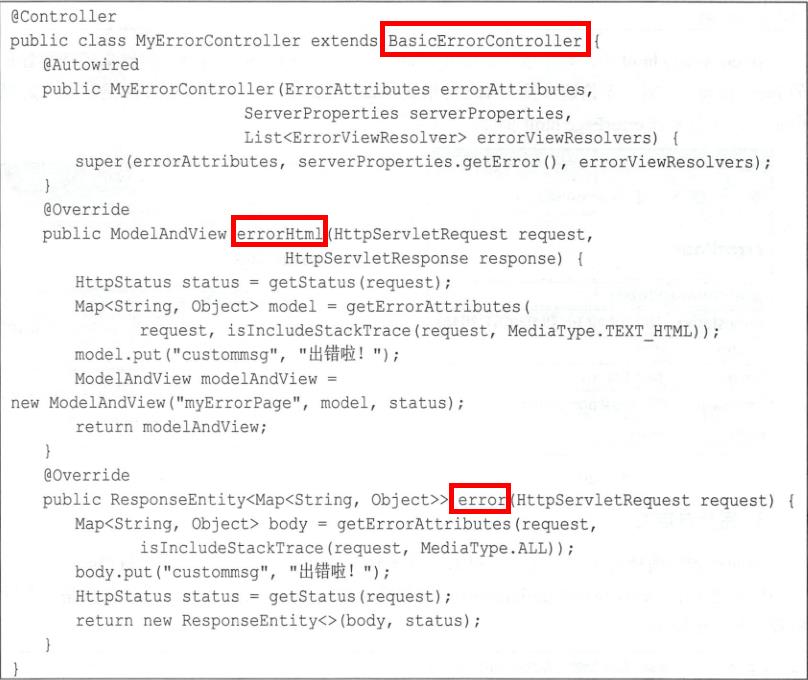 @Controller
public class MyErrorController extends BasicErrorController {
@Autowired
public MyErrorController(ErrorAttributes errorAttributes,
ServerProperties serverProperties,
List<ErrorViewResolver> errorViewResolvers) {
super(errorAttributes, serverProperties.getError(), errorViewResolvers);
}
@Override
public ModelAndView errorHtml(HttpServletRequest request,
HttpServletResponse response) {
HttpStatus status = getStatus(request);
Map<String, Object> model = getErrorAttributes(
request, isIncludeStackTrace(request, MediaType.TEXT_HTML));
model.put("custommsg", "出错啦！");
ModelAndView modelAndView =
new ModelAndView("myErrorPage", model, status);
return modelAndView;
}
@Override
public ResponseEntity<Map<String, Object>> error(HttpServletRequest request) {
Map<String, Object> body = getErrorAttributes(request,
isIncludeStackTrace(request, MediaType.ALL));
body.put("custommsg", "出错啦！");
HttpStatus status = getStatus(request);
return new ResponseEntity<>(body, status);
}
}